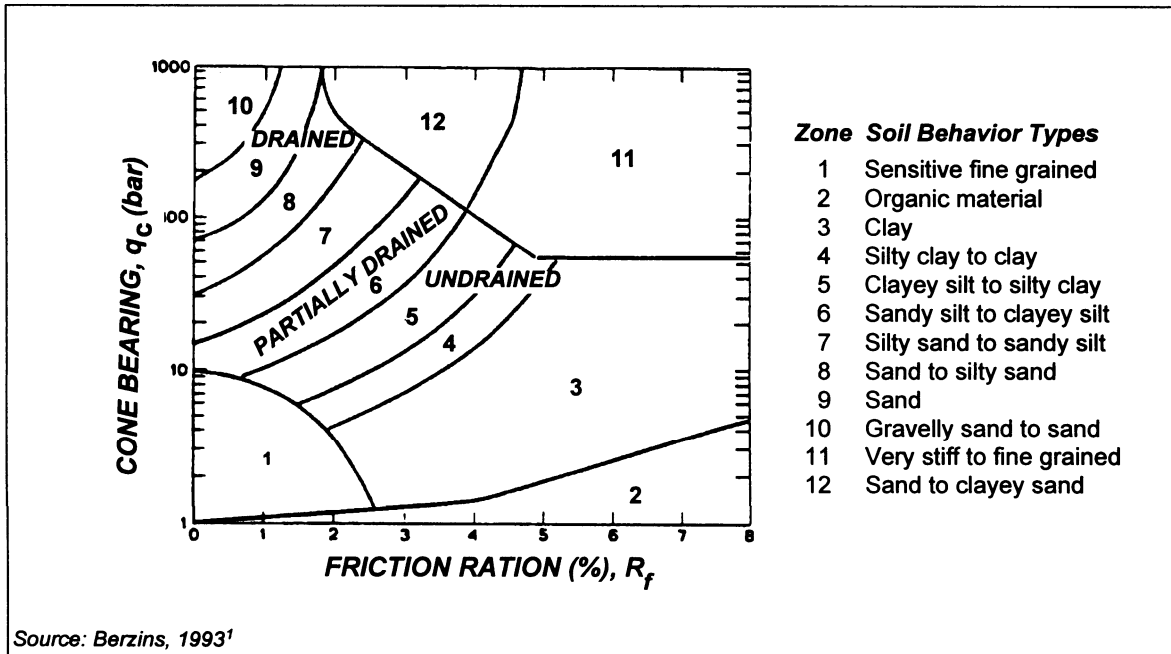 1000
100
10
1
CONE BEARING, qc (bar)
10
DRAINED
9
8
7
12
11
PARTIALLY DRAINED
6
UNDRAINED
5
4
3
1
2
0 1 2 3 4 5 6 7 8
FRICTION RATION (%), Rf
Zone Soil Behavior Types
1 Sensitive fine grained
2 Organic material
3 Clay
4 Silty clay to clay
5 Clayey silt to silty clay
6 Sandy silt to clayey silt
7 Silty sand to sandy silt
8 Sand to silty sand
9 Sand
10 Gravelly sand to sand
11 Very stiff to fine grained
12 Sand to clayey sand
Source: Berzins, 1993¹